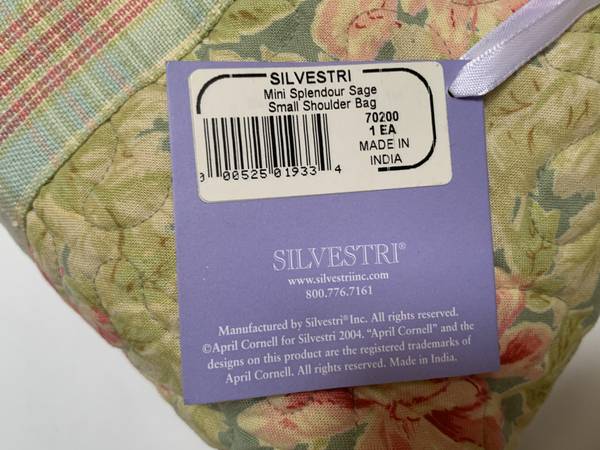 SILVESTRI
Mini Splendour Sage
Small Shoulder Bag
70200
1 EA
MADE IN
INDIA
0 00525 01933 4
SILVESTRI®
www.silvestriinc.com
800.776.7161
Manufactured by Silvestri® Inc. All rights reserved.
©April Cornell for Silvestri 2004. "April Cornell" and the
designs on this product are the registered trademarks of
April Cornell. All rights reserved. Made in India.